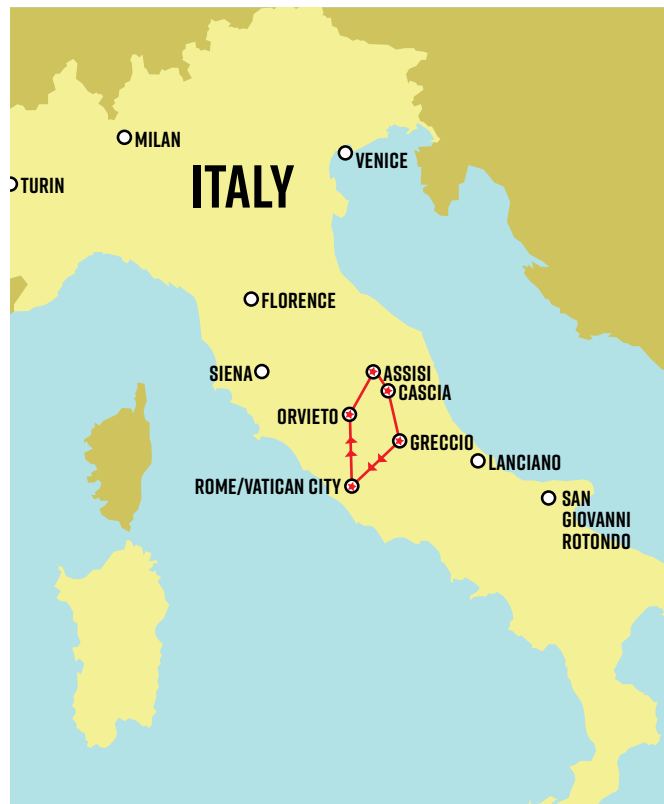 MILAN
VENICE
TURIN
ITALY
FLORENCE
SIENA
ASSISI
CASCIA
ORVIETO
GRECCIO
LANCIANO
ROME/VATICAN CITY
SAN
GIOVANNI
ROTONDO